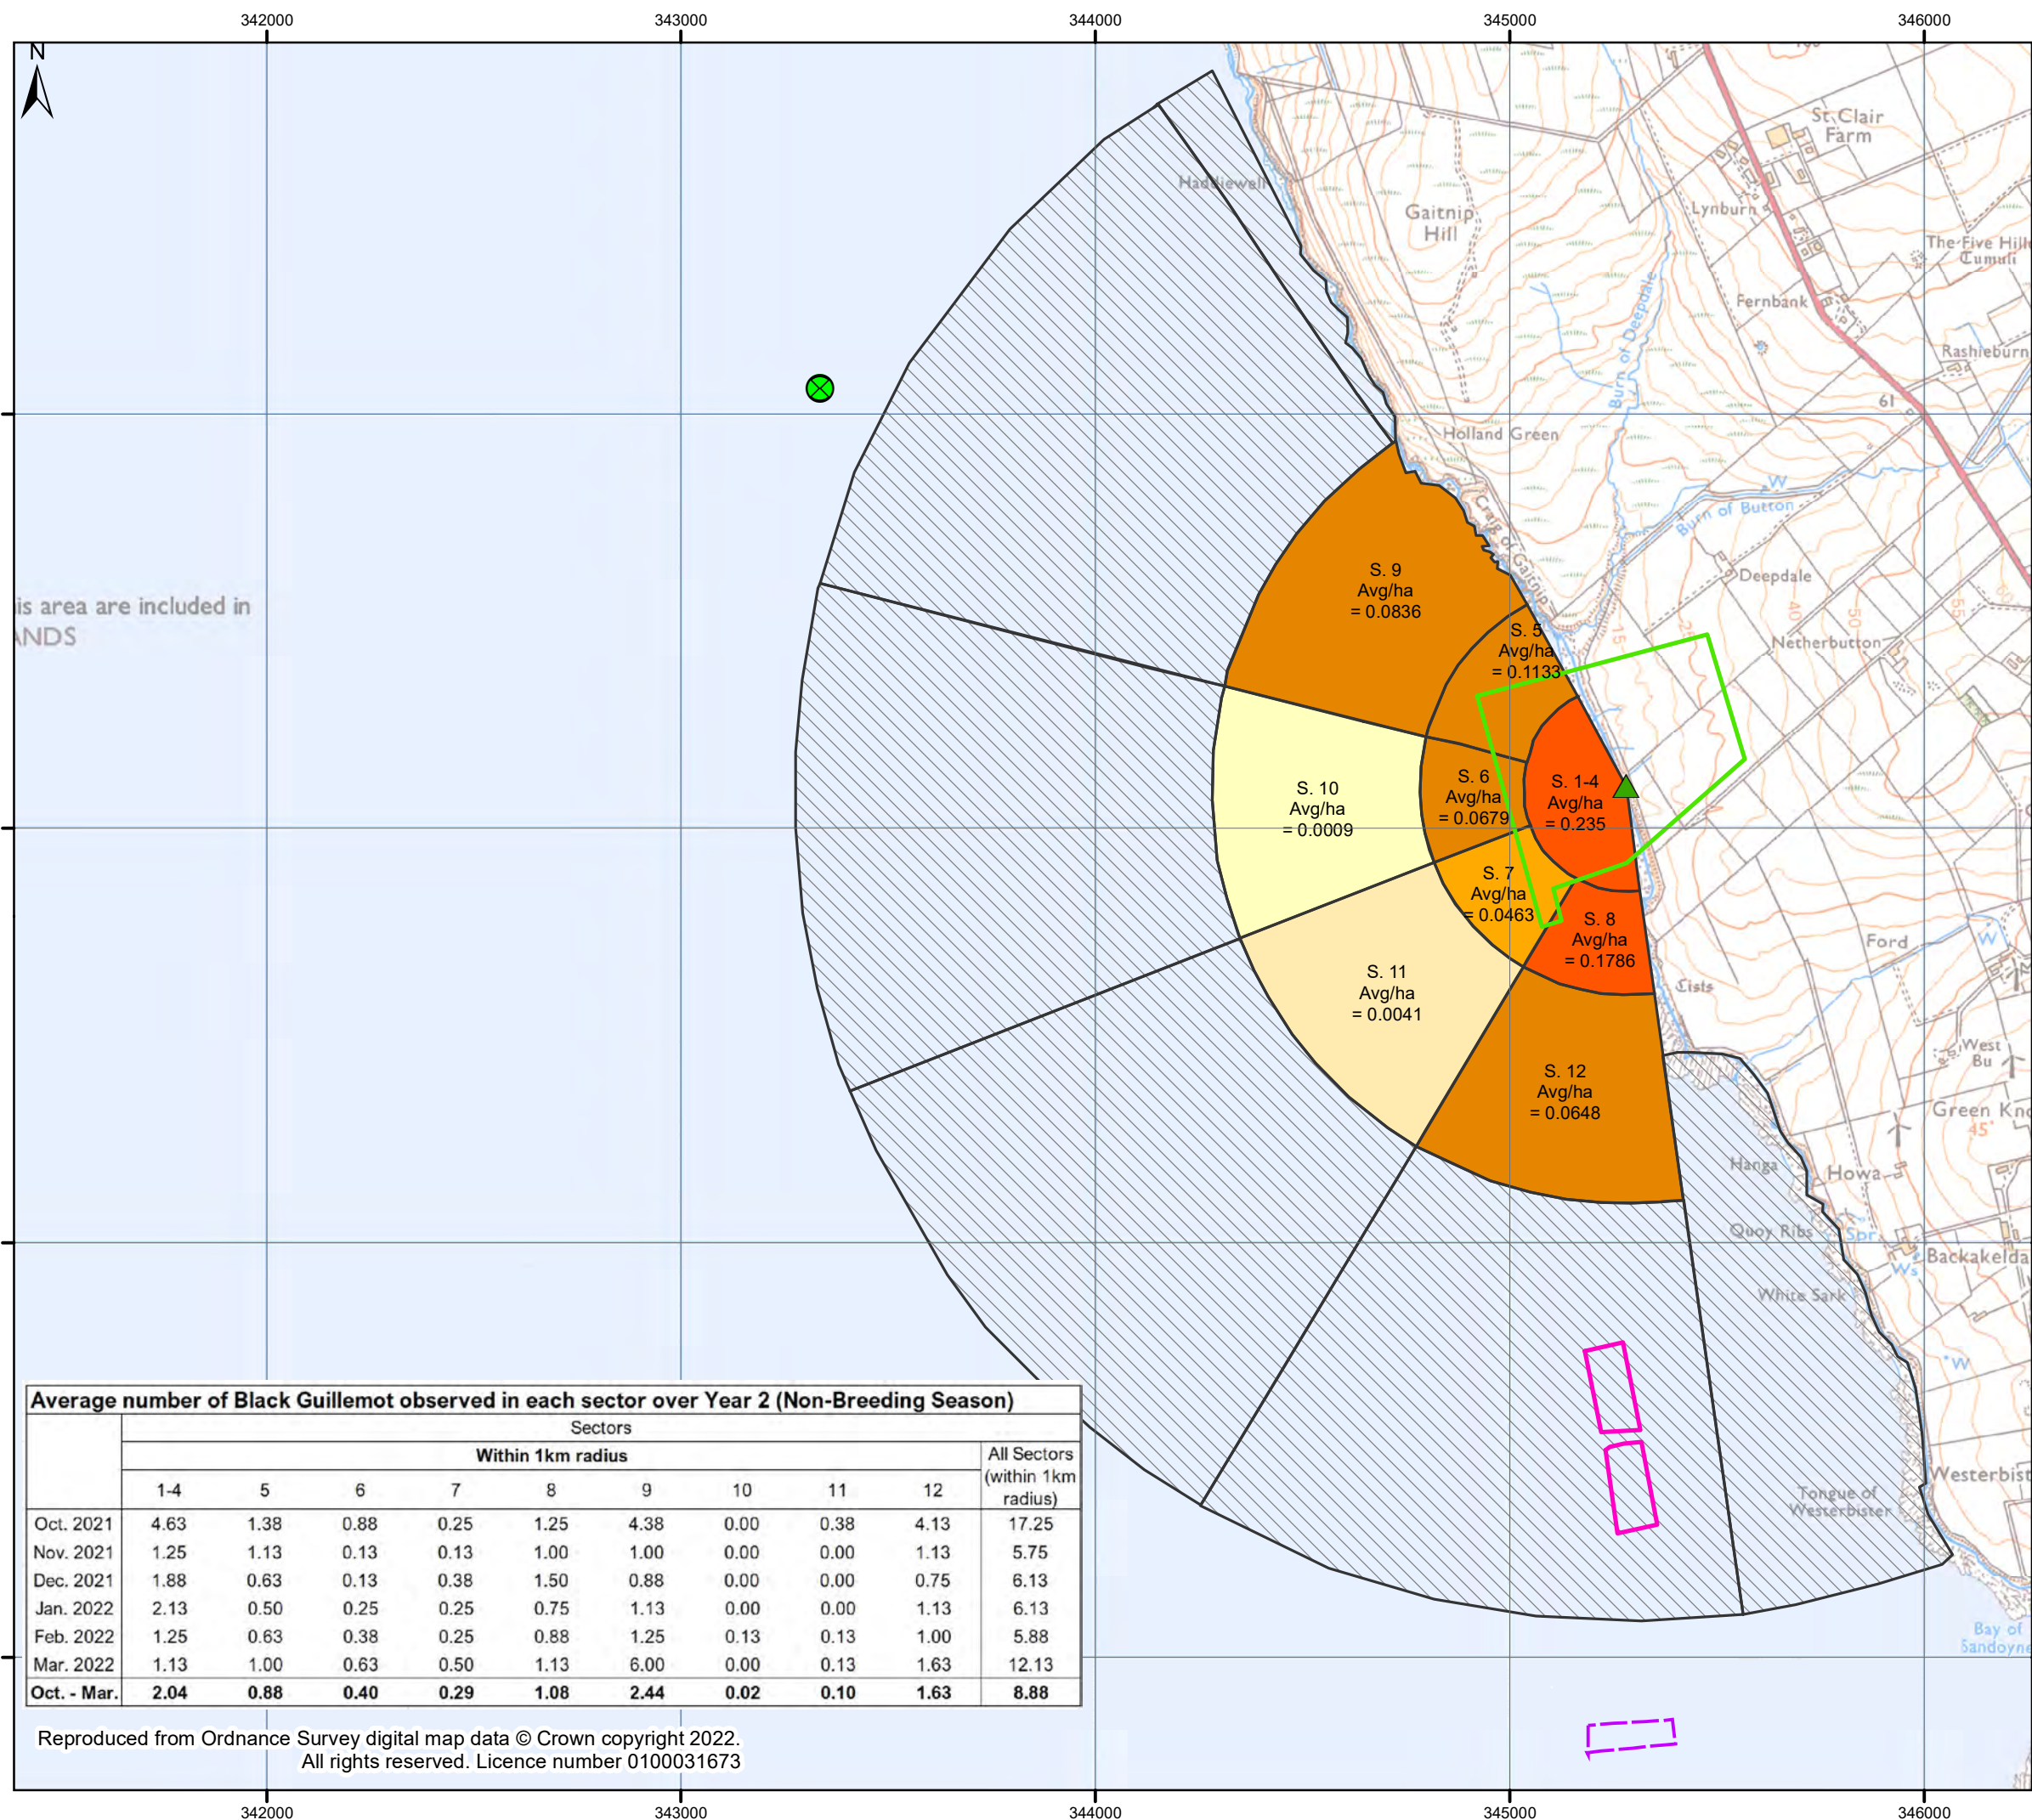 342000 343000 344000 345000 346000
N
St Clair
Farm
Haddiewell
Gaitnip
Hill
Lynburn
The Five Hill
Tumuli
Burn of Deepdale
Fernbank
Rashieburn
61
Holland Green
W
Burn of Button
Craig of Gaitnip
Deepdale
is area are included in
ANDS
40
50
55
60
15
25
Netherbutton
S. 9
Avg/ha
= 0.0836
S. 5
Avg/ha
= 0.1133
S. 10
Avg/ha
= 0.0009
S. 6
Avg/ha
= 0.0679
S. 1-4
Avg/ha
= 0.235
S. 7
Avg/ha
= 0.0463
S. 8
Avg/ha
= 0.1786
Ford
W
Cists
S. 11
Avg/ha
= 0.0041
West
Bu
S. 12
Avg/ha
= 0.0648
Green Kno
45
Hanga
Howa
Quoy Ribs
Spr
Backakelda
Ws
White Sark
W
Westerbist
Tongue of
Westerbister
Bay of
Sandoyne
Average number of Black Guillemot observed in each sector over Year 2 (Non-Breeding Season)
Sectors
Within 1km radius All Sectors (within 1km radius)
1-4 5 6 7 8 9 10 11 12
Oct. 2021 4.63 1.38 0.88 0.25 1.25 4.38 0.00 0.38 4.13 17.25
Nov. 2021 1.25 1.13 0.13 0.13 1.00 1.00 0.00 0.00 1.13 5.75
Dec. 2021 1.88 0.63 0.13 0.38 1.50 0.88 0.00 0.00 0.75 6.13
Jan. 2022 2.13 0.50 0.25 0.25 0.75 1.13 0.00 0.00 1.13 6.13
Feb. 2022 1.25 0.63 0.38 0.25 0.88 1.25 0.13 0.13 1.00 5.88
Mar. 2022 1.13 1.00 0.63 0.50 1.13 6.00 0.00 0.13 1.63 12.13
Oct. - Mar. 2.04 0.88 0.40 0.29 1.08 2.44 0.02 0.10 1.63 8.88
Reproduced from Ordnance Survey digital map data © Crown copyright 2022.
All rights reserved. Licence number 0100031673
342000 343000 344000 345000 346000